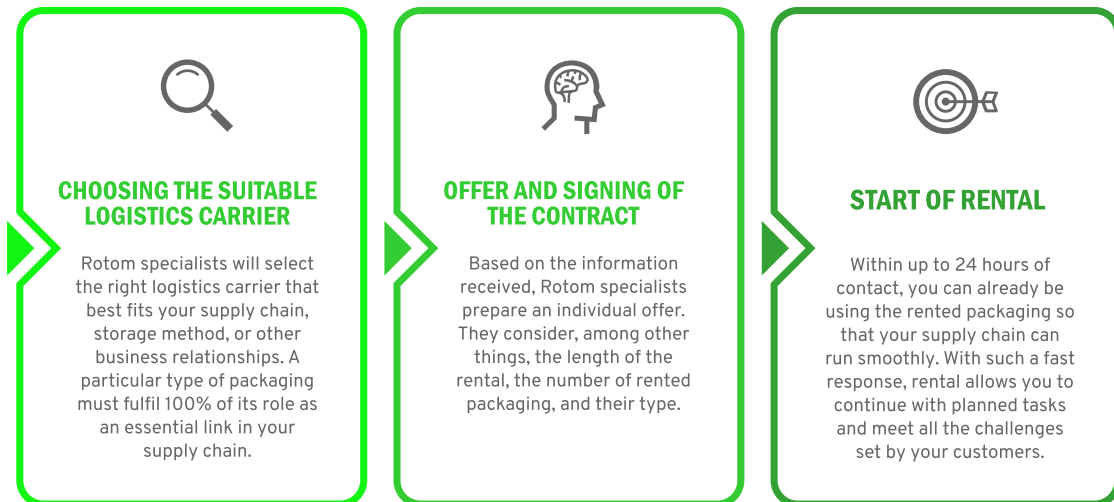 CHOOSING THE SUITABLE
LOGISTICS CARRIER
Rotom specialists will select
the right logistics carrier that
best fits your supply chain,
storage method, or other
business relationships. A
particular type of packaging
must fulfil 100% of its role as
an essential link in your
supply chain.
OFFER AND SIGNING OF
THE CONTRACT
Based on the information
received, Rotom specialists
prepare an individual offer.
They consider, among other
things, the length of the
rental, the number of rented
packaging, and their type.
START OF RENTAL
Within up to 24 hours of
contact, you can already be
using the rented packaging so
that your supply chain can
run smoothly. With such a fast
response, rental allows you to
continue with planned tasks
and meet all the challenges
set by your customers.